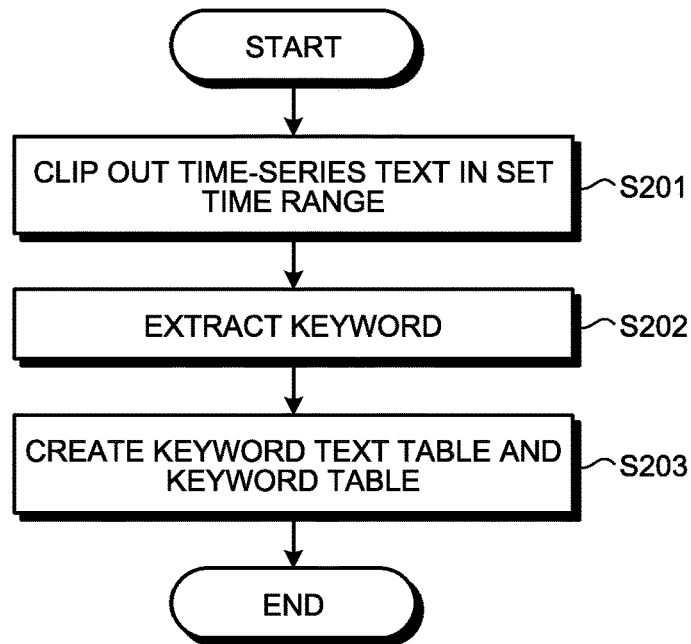 START
CLIP OUT TIME-SERIES TEXT IN SET
TIME RANGE
S201
EXTRACT KEYWORD
S202
CREATE KEYWORD TEXT TABLE AND
KEYWORD TABLE
S203
END